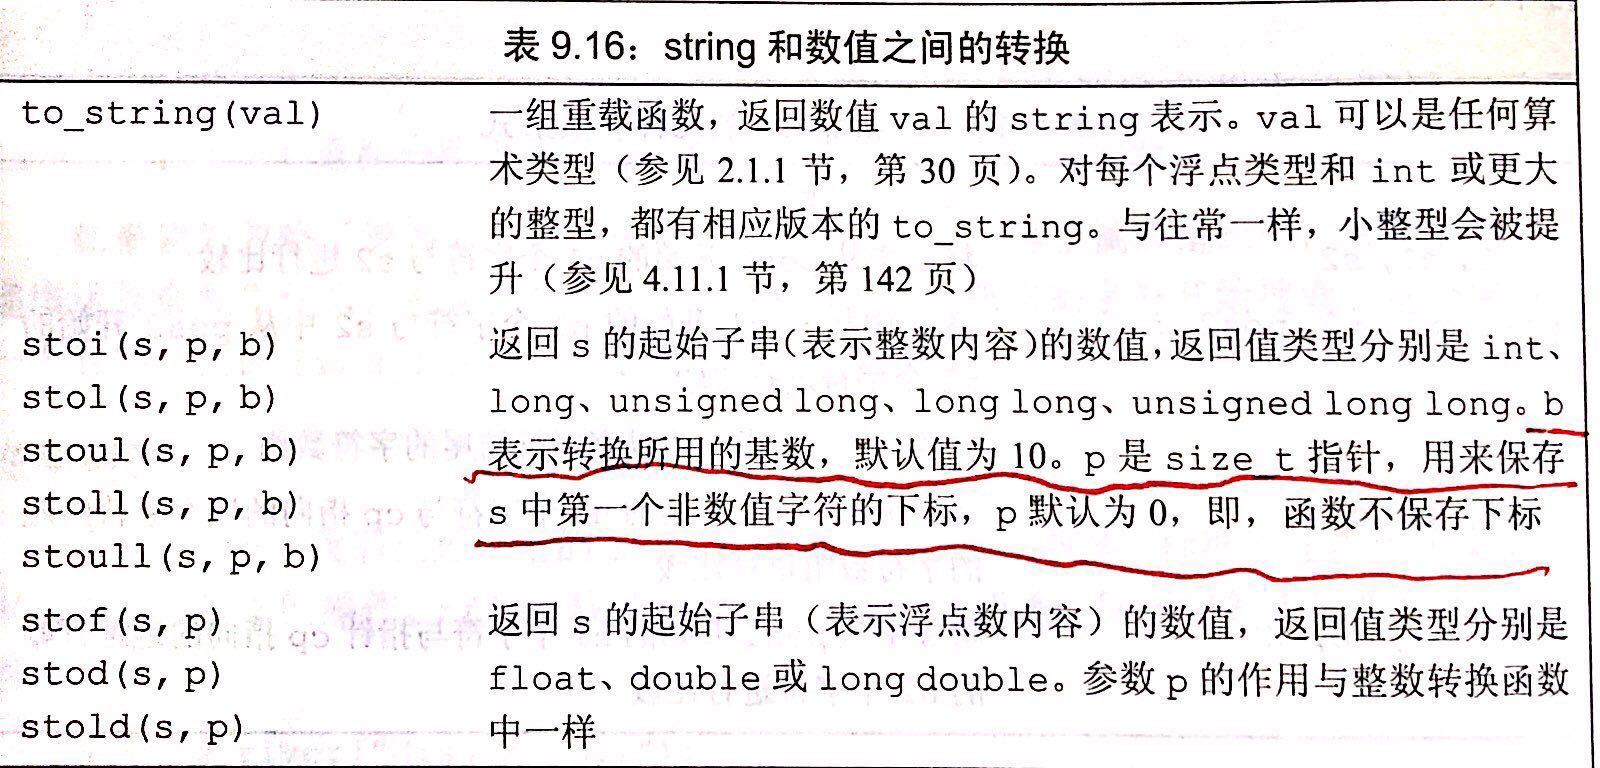 表 9.16：string 和数值之间的转换
to_string(val) 一组重载函数，返回数值 val 的 string 表示。val 可以是任何算
术类型（参见 2.1.1 节，第 30 页）。对每个浮点类型和 int 或更大
的整型，都有相应版本的 to_string。与往常一样，小整型会被提
升（参见 4.11.1 节，第 142 页）
stoi(s, p, b) 返回 s 的起始子串（表示整数内容）的数值，返回值类型分别是 int、
stol(s, p, b) long、unsigned long、long long、unsigned long long。b
stoul(s, p, b) 表示转换所用的基数，默认值为 10。p 是 size_t 指针，用来保存
stoll(s, p, b) s 中第一个非数值字符的下标，p 默认为 0，即，函数不保存下标
stoull(s, p, b)
stof(s, p) 返回 s 的起始子串（表示浮点数内容）的数值，返回值类型分别是
stod(s, p) float、double 或 long double。参数 p 的作用与整数转换函数
stold(s, p) 中一样